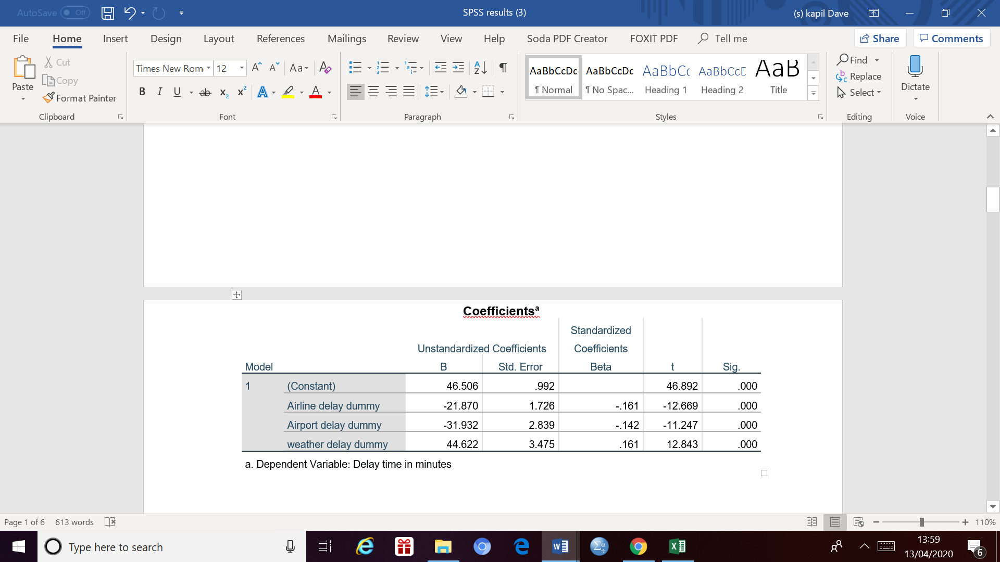 AutoSave Off
SPSS results (3)
(s) kapil Dave
File Home Insert Design Layout References Mailings Review View Help Soda PDF Creator FOXIT PDF Tell me Share Comments
Paste
Cut
Copy
Format Painter
Clipboard
Times New Rom 12 A A Aa A
B I U ab x2 x2 A A
Font
A Z ¶
Paragraph
AaBbCcDc AaBbCcDc AaBbC AaBbCcE AaB
¶ Normal ¶ No Spac... Heading 1 Heading 2 Title
Styles
Find
Replace
Select
Editing
Dictate
Voice
Coefficientsa
Standardized
Unstandardized Coefficients Coefficients
Model B Std. Error Beta t Sig.
1 (Constant) 46.506 .992 46.892 .000
Airline delay dummy -21.870 1.726 -.161 -12.669 .000
Airport delay dummy -31.932 2.839 -.142 -11.247 .000
weather delay dummy 44.622 3.475 .161 12.843 .000
a. Dependent Variable: Delay time in minutes
Page 1 of 6 613 words 110%
Type here to search
13:59
13/04/2020
6